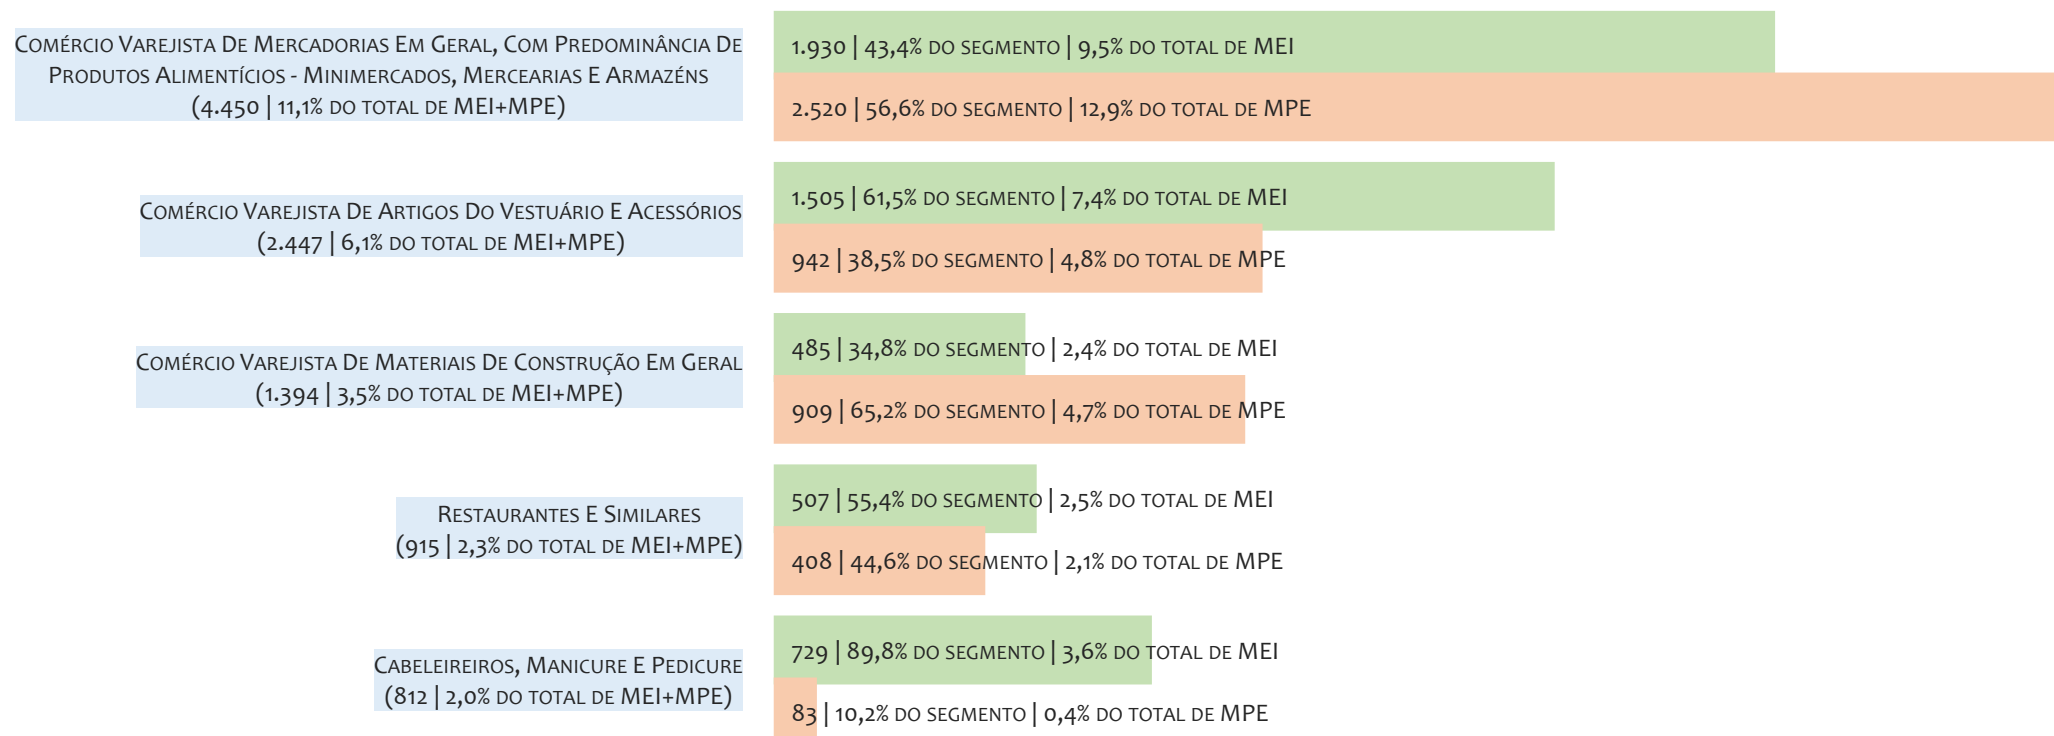 Comércio Varejista De Mercadorias Em Geral, Com Predominância De
Produtos Alimentícios - Minimercados, Mercearias E Armazéns
(4.450 | 11,1% do total de MEI+MPE)
1.930 | 43,4% do segmento | 9,5% do total de MEI
2.520 | 56,6% do segmento | 12,9% do total de MPE
Comércio Varejista De Artigos Do Vestuário E Acessórios
(2.447 | 6,1% do total de MEI+MPE)
1.505 | 61,5% do segmento | 7,4% do total de MEI
942 | 38,5% do segmento | 4,8% do total de MPE
Comércio Varejista De Materiais De Construção Em Geral
(1.394 | 3,5% do total de MEI+MPE)
485 | 34,8% do segmento | 2,4% do total de MEI
909 | 65,2% do segmento | 4,7% do total de MPE
Restaurantes E Similares
(915 | 2,3% do total de MEI+MPE)
507 | 55,4% do segmento | 2,5% do total de MEI
408 | 44,6% do segmento | 2,1% do total de MPE
Cabeleireiros, Manicure E Pedicure
(812 | 2,0% do total de MEI+MPE)
729 | 89,8% do segmento | 3,6% do total de MEI
83 | 10,2% do segmento | 0,4% do total de MPE